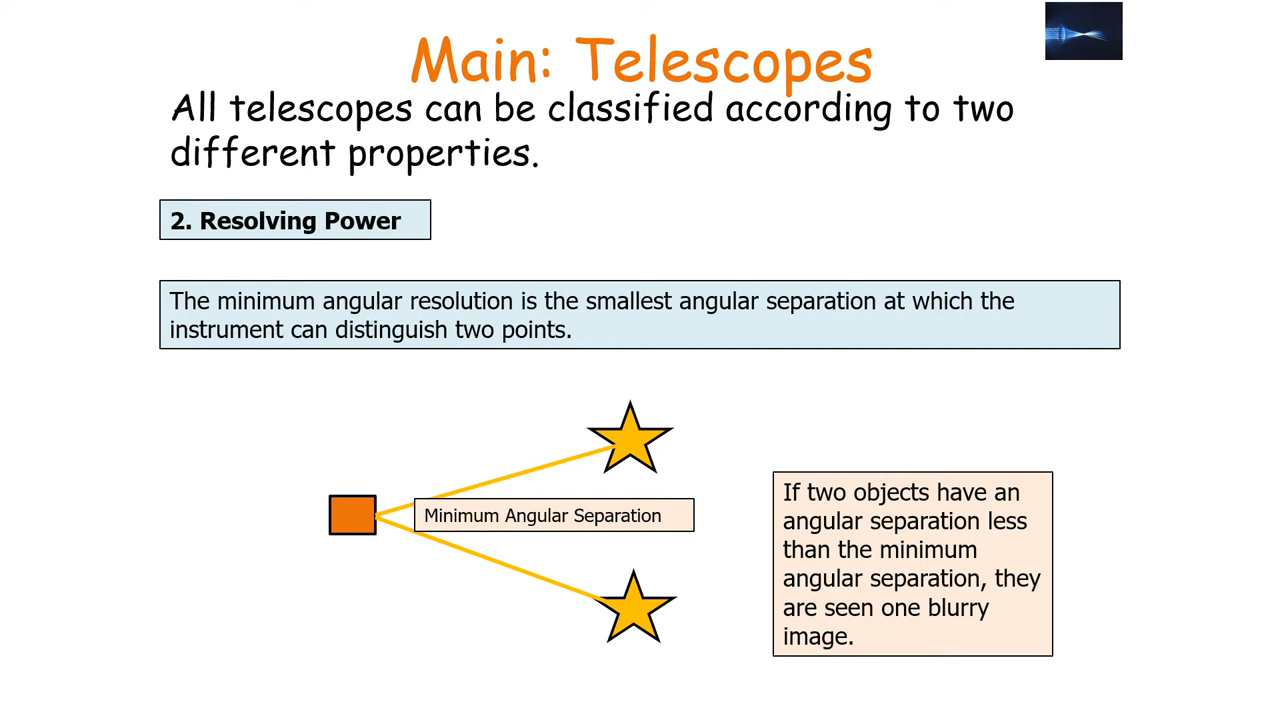 Main: Telescopes
All telescopes can be classified according to two
different properties.
2. Resolving Power
The minimum angular resolution is the smallest angular separation at which the
instrument can distinguish two points.
Minimum Angular Separation
If two objects have an
angular separation less
than the minimum
angular separation, they
are seen one blurry
image.